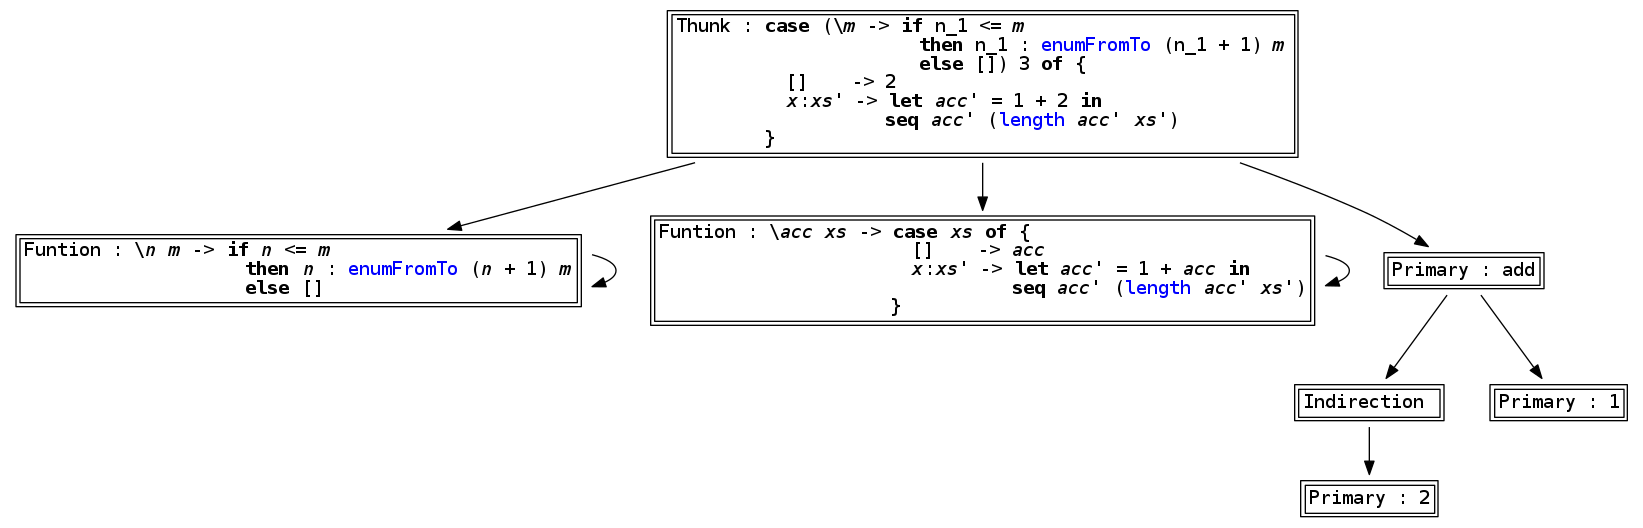 Thunk : case (\m -> if n_1 <= m
then n_1 : enumFromTo (n_1 + 1) m
else []) 3 of {
[] -> 2
x:xs' -> let acc' = 1 + 2 in
seq acc' (length acc' xs')
}
Funtion : \n m -> if n <= m
then n : enumFromTo (n + 1) m
else []
Funtion : \acc xs -> case xs of {
[] -> acc
x:xs' -> let acc' = 1 + acc in
seq acc' (length acc' xs')
}
Primary : add
Indirection
Primary : 1
Primary : 2